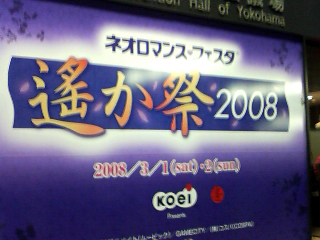 Hall of Yokohama
ネオロマンス・フェスタ
遙か祭2008
2008/3/1(sat)・2(sun)
KOEI
Presents